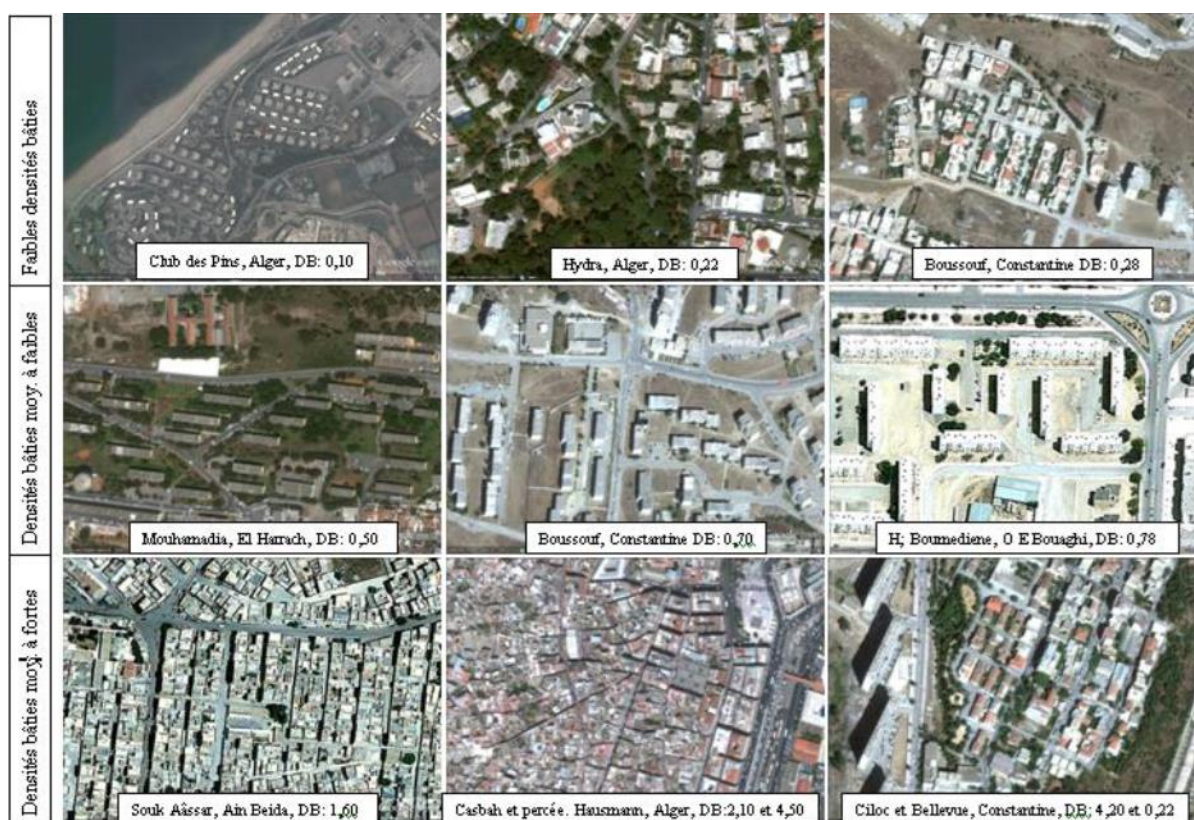 Faibles densités bâties
Club des Pins, Alger, DB: 0,10
Hydra, Alger, DB: 0,22
Boussouf, Constantine DB: 0,28
Densités bâties moy. à faibles
Mouhamadia, El Harrach, DB: 0,50
Boussouf, Constantine DB: 0,70
H; Boumediene, O E Bouaghi, DB: 0,78
Densités bâties moy. à fortes
Souk Aâssar, Ain Beida, DB: 1,60
Casbah et percée. Hausmann, Alger, DB:2,10 et 4,50
Ciloc et Bellevue, Constantine, DB: 4,20 et 0,22